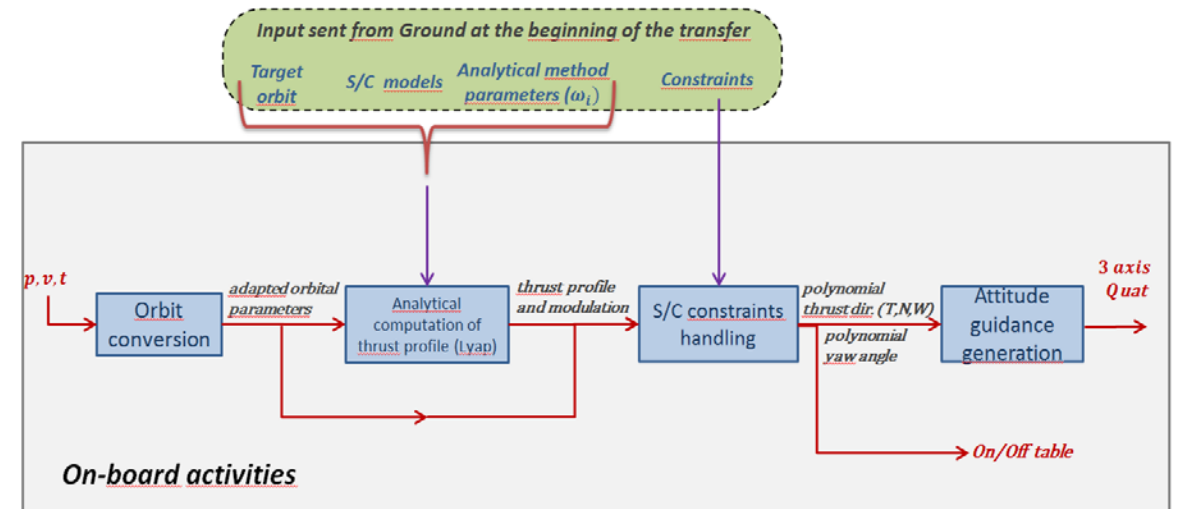 Input sent from Ground at the beginning of the transfer
Target
orbit
S/C models
Analytical method
parameters (ωᵢ)
Constraints
p,v,t
Orbit
conversion
adapted orbital
parameters
Analytical
computation of
thrust profile (Lyap)
thrust profile
and modulation
S/C constraints
handling
polynomial
thrust dir. (T,N,W)
polynomial
yaw angle
Attitude
guidance
generation
3 axis
Quat
On/Off table
On-board activities